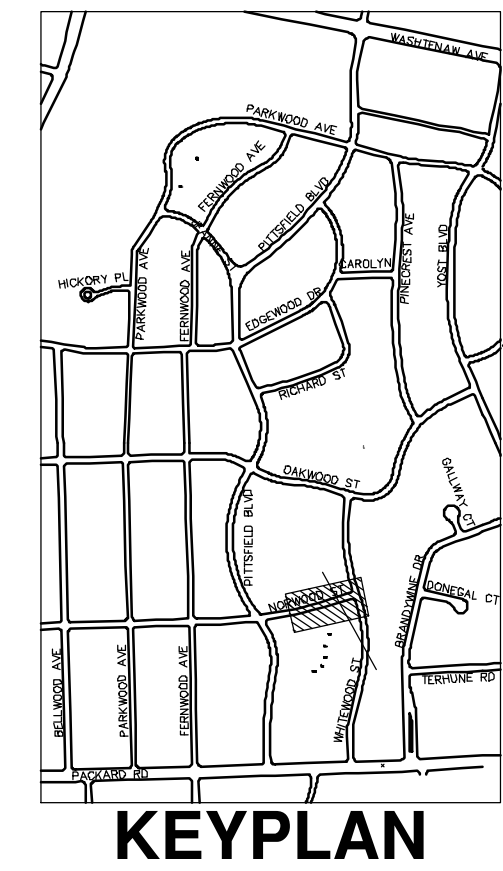 WASHTENAW AVE
PARKWOOD AVE
FERNWOOD AVE
PITTSFIELD BLVD
PINECREST AVE
YOST BLVD
CAROLYN
HICKORY PL
PARKWOOD AVE
FERNWOOD AVE
EDGEWOOD DR
RICHARD ST
OAKWOOD ST
GALLWAY CT
PITTSFIELD BLVD
BRANDYWINE DR
DONEGAL CT
NORWOOD ST
BELLWOOD AVE
PARKWOOD AVE
FERNWOOD AVE
WHITEWOOD ST
TERHUNE RD
PACKARD RD
KEYPLAN